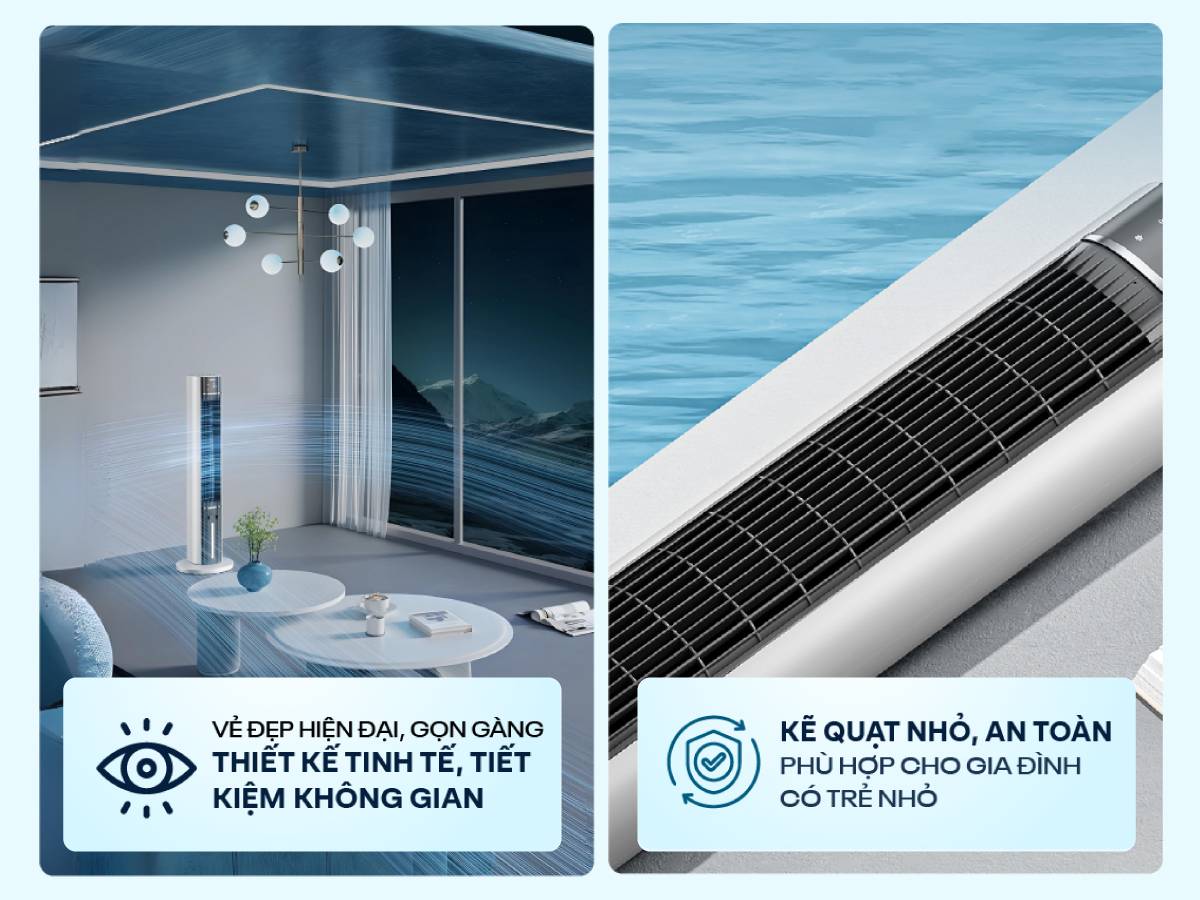 VẺ ĐẸP HIỆN ĐẠI, GỌN GÀNG
THIẾT KẾ TINH TẾ, TIẾT
KIỆM KHÔNG GIAN
KẼ QUẠT NHỎ, AN TOÀN
PHÙ HỢP CHO GIA ĐÌNH
CÓ TRẺ NHỎ